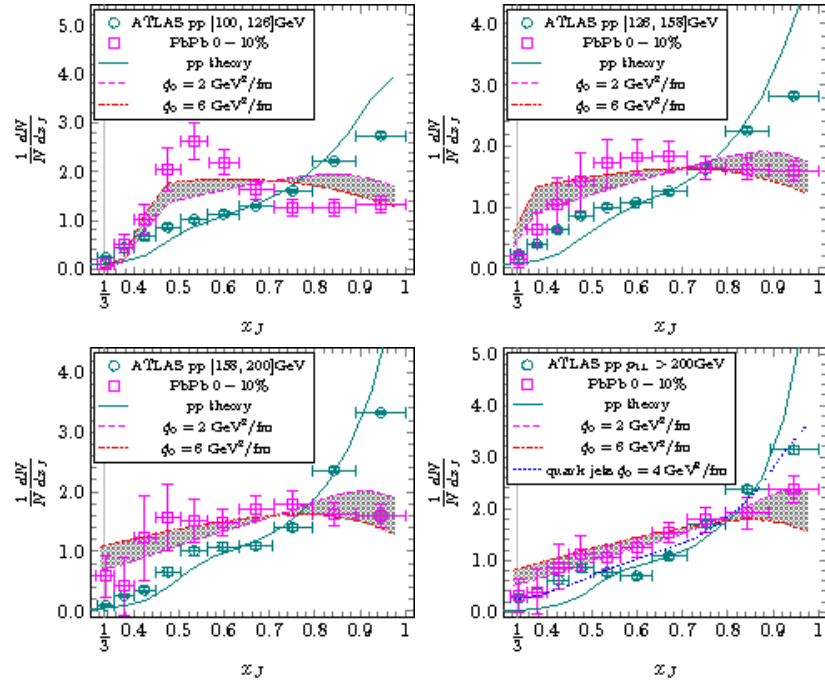 5.0
4.0
3.0
2.0
1.0
0.0
1/3 0.4 0.5 0.6 0.7 0.8 0.9 1
x_J
1/N dN/dx_J
ATLAS pp [100, 126]GeV
PbPb 0 − 10%
pp theory
q̂₀ = 2 GeV²/fm
q̂₀ = 6 GeV²/fm
4.0
3.0
2.0
1.0
0.0
1/3 0.4 0.5 0.6 0.7 0.8 0.9 1
x_J
1/N dN/dx_J
ATLAS pp [126, 158]GeV
PbPb 0 − 10%
pp theory
q̂₀ = 2 GeV²/fm
q̂₀ = 6 GeV²/fm
4.0
3.0
2.0
1.0
0.0
1/3 0.4 0.5 0.6 0.7 0.8 0.9 1
x_J
1/N dN/dx_J
ATLAS pp [158, 200]GeV
PbPb 0 − 10%
pp theory
q̂₀ = 2 GeV²/fm
q̂₀ = 6 GeV²/fm
5.0
4.0
3.0
2.0
1.0
0.0
1/3 0.4 0.5 0.6 0.7 0.8 0.9 1
x_J
1/N dN/dx_J
ATLAS pp p₁⊥ > 200GeV
PbPb 0 − 10%
pp theory
q̂₀ = 2 GeV²/fm
q̂₀ = 6 GeV²/fm
quark jets q̂₀ = 4 GeV²/fm